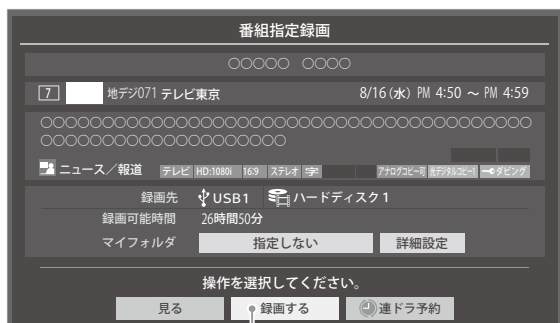 番組指定録画
○○○○○ ○○○○
7 地デジ071 テレビ東京 8/16(水) PM 4:50 ～ PM 4:59
○○○○○○○○○○○○○○○○○○○○○○○○○○○○○○○○○○○○
○○○○○○○○○○○○○○○○○○
ニュース／報道 テレビ HD:1080i 16:9 ステレオ 字 アナログコピー可 光デジタルコピー1 ダビング
録画先 USB1 ハードディスク1
録画可能時間 26時間50分
マイフォルダ 指定しない 詳細設定
操作を選択してください。
見る 録画する 連ドラ予約